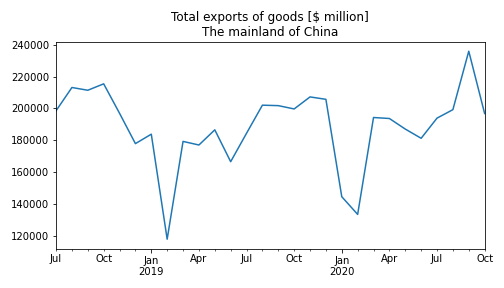 Total exports of goods [$ million]
The mainland of China
240000
220000
200000
180000
160000
140000
120000
Jul
Oct
Jan
2019
Apr
Jul
Oct
Jan
2020
Apr
Jul
Oct